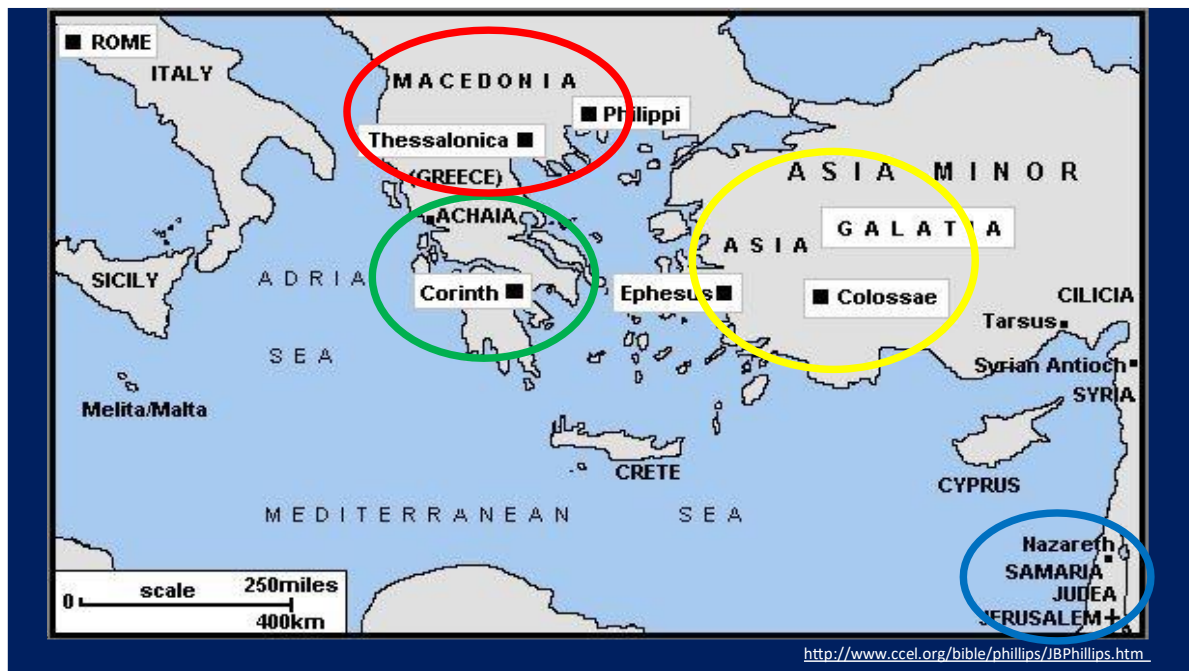 ■ ROME
ITALY
MACEDONIA
■ Philippi
Thessalonica ■
(GREECE)
ACHAIA
ASIA MINOR
GALATIA
ASIA
SICILY
ADRIA
Corinth ■
Ephesus ■
■ Colossae
CILICIA
Tarsus
SEA
Syrian Antioch
SYRIA
Melita/Malta
CRETE
CYPRUS
MEDITERRANEAN SEA
Nazareth
SAMARIA
JUDEA
JERUSALEM +
scale 250miles
0
400km
http://www.ccel.org/bible/phillips/JBPhillips.htm